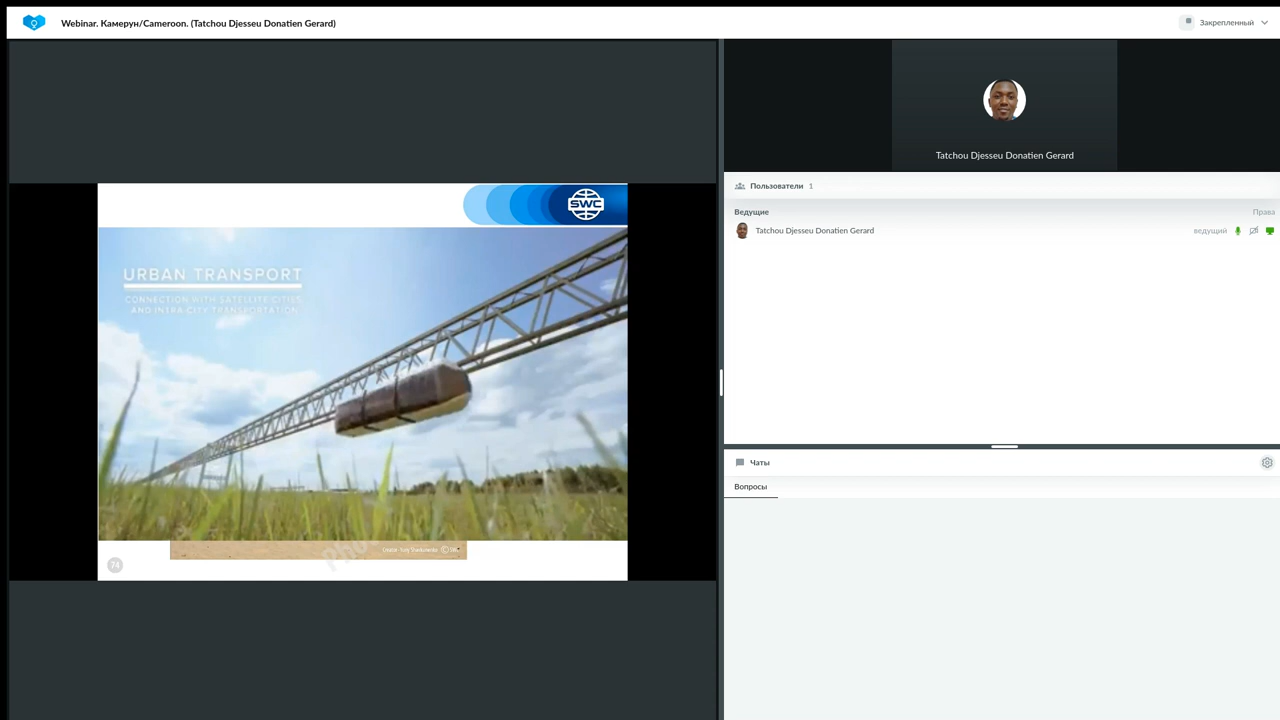 Webinar. Камерун/Cameroon. (Tatchou Djesseu Donatien Gerard)
Закрепленный
Tatchou Djesseu Donatien Gerard
Пользователи 1
Ведущие Права
Tatchou Djesseu Donatien Gerard ведущий
SWC
URBAN TRANSPORT
CONNECTION WITH SATELLITE CITIES
AND INTRA CITY TRANSPORTATION
74
Чаты
Вопросы